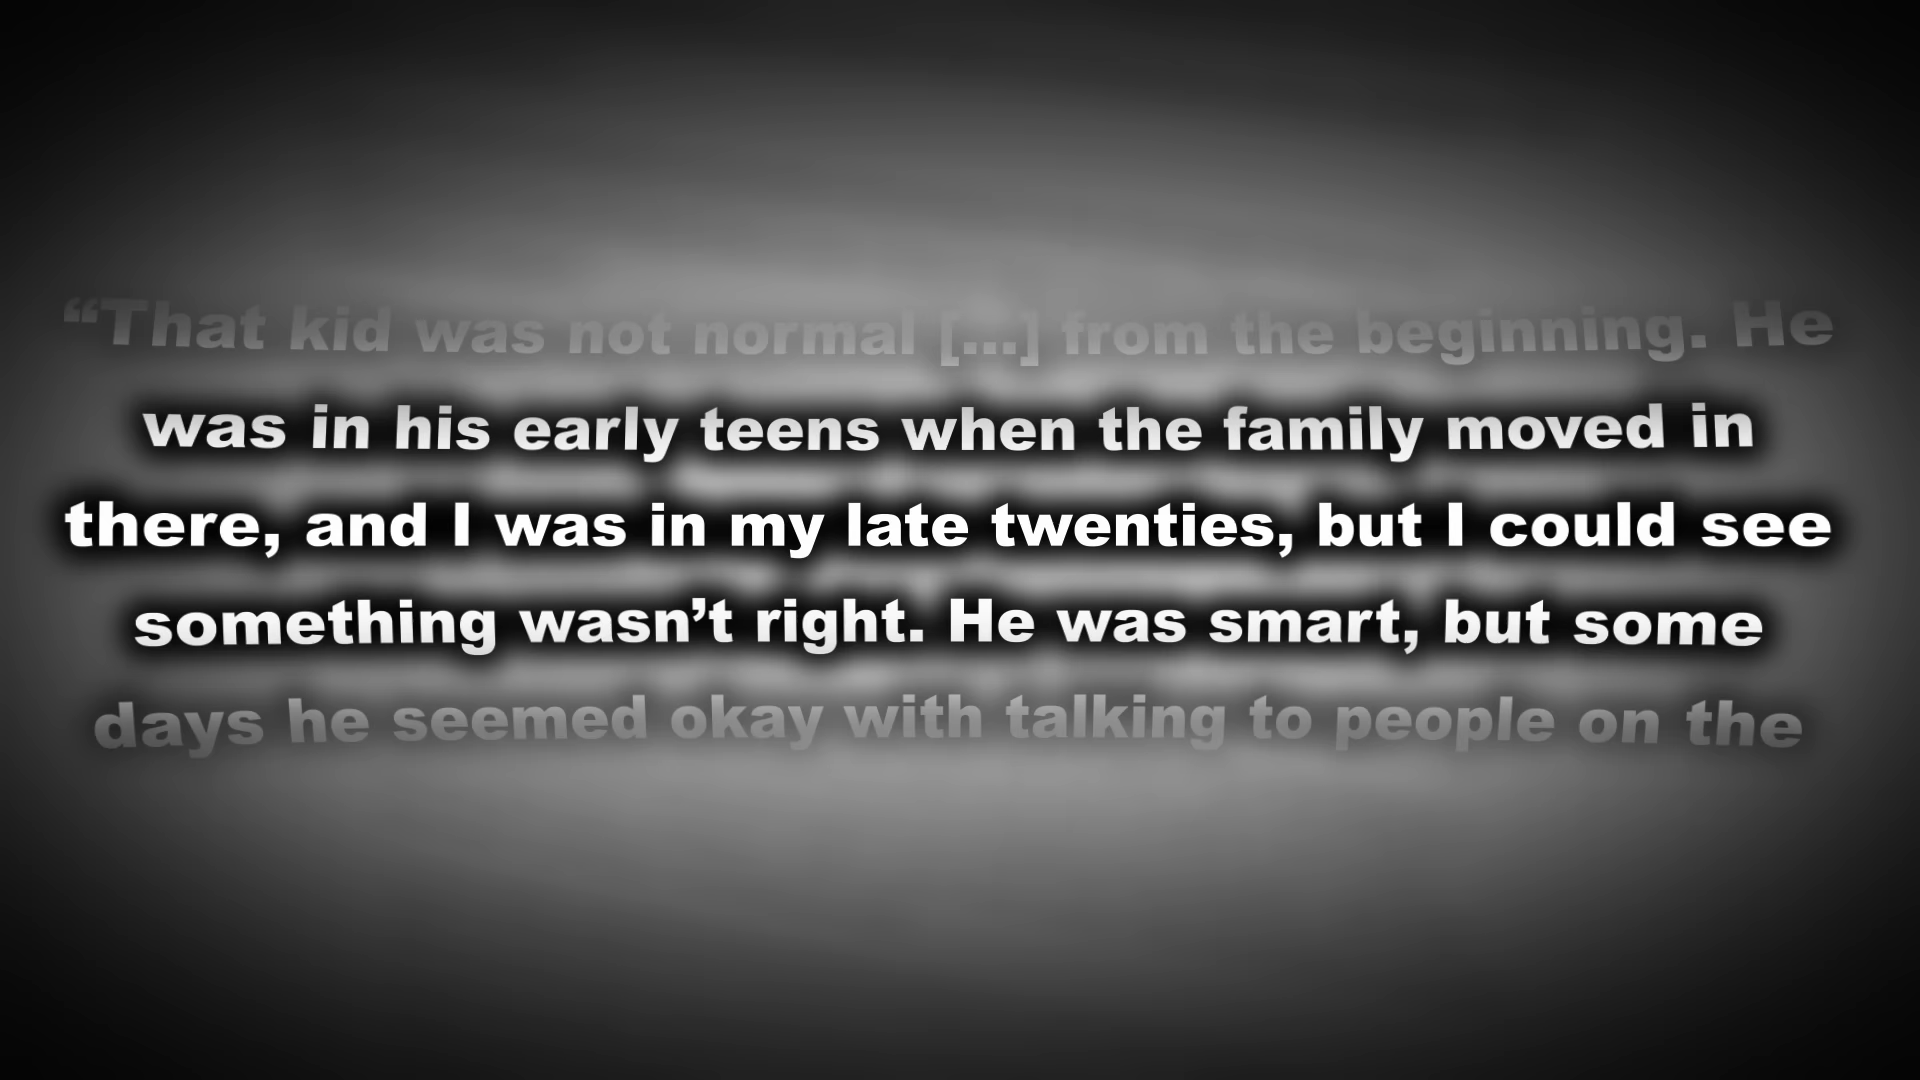 “That kid was not normal [...] from the beginning. He
was in his early teens when the family moved in
there, and I was in my late twenties, but I could see
something wasn’t right. He was smart, but some
days he seemed okay with talking to people on the